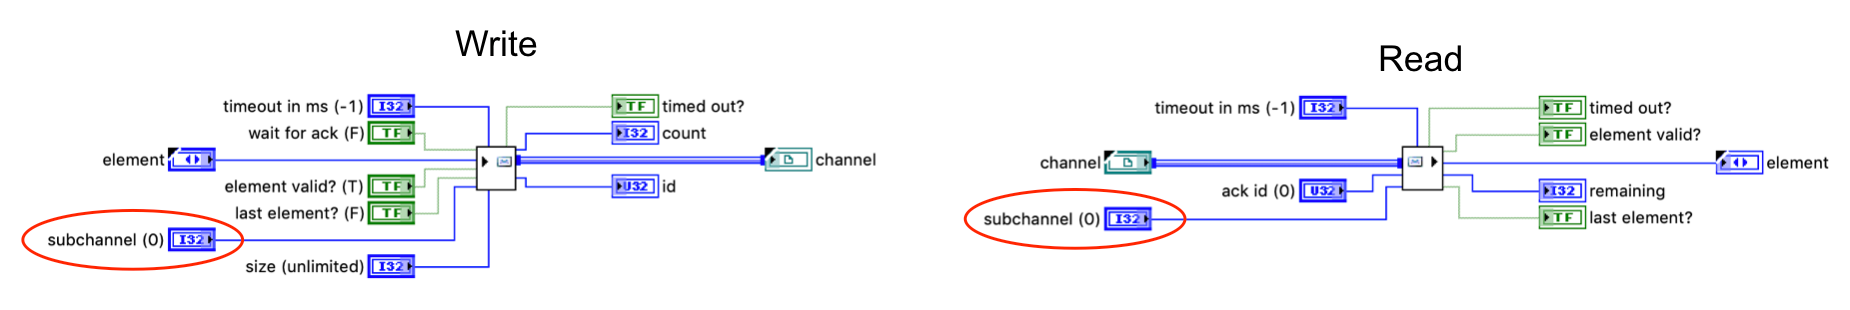 Write
timeout in ms (-1) I32
TF timed out?
wait for ack (F) TF
I32 count
element
channel
element valid? (T) TF
U32 id
last element? (F) TF
subchannel (0) I32
size (unlimited) I32
Read
timeout in ms (-1) I32
TF timed out?
TF element valid?
channel
element
ack id (0) U32
I32 remaining
subchannel (0) I32
TF last element?